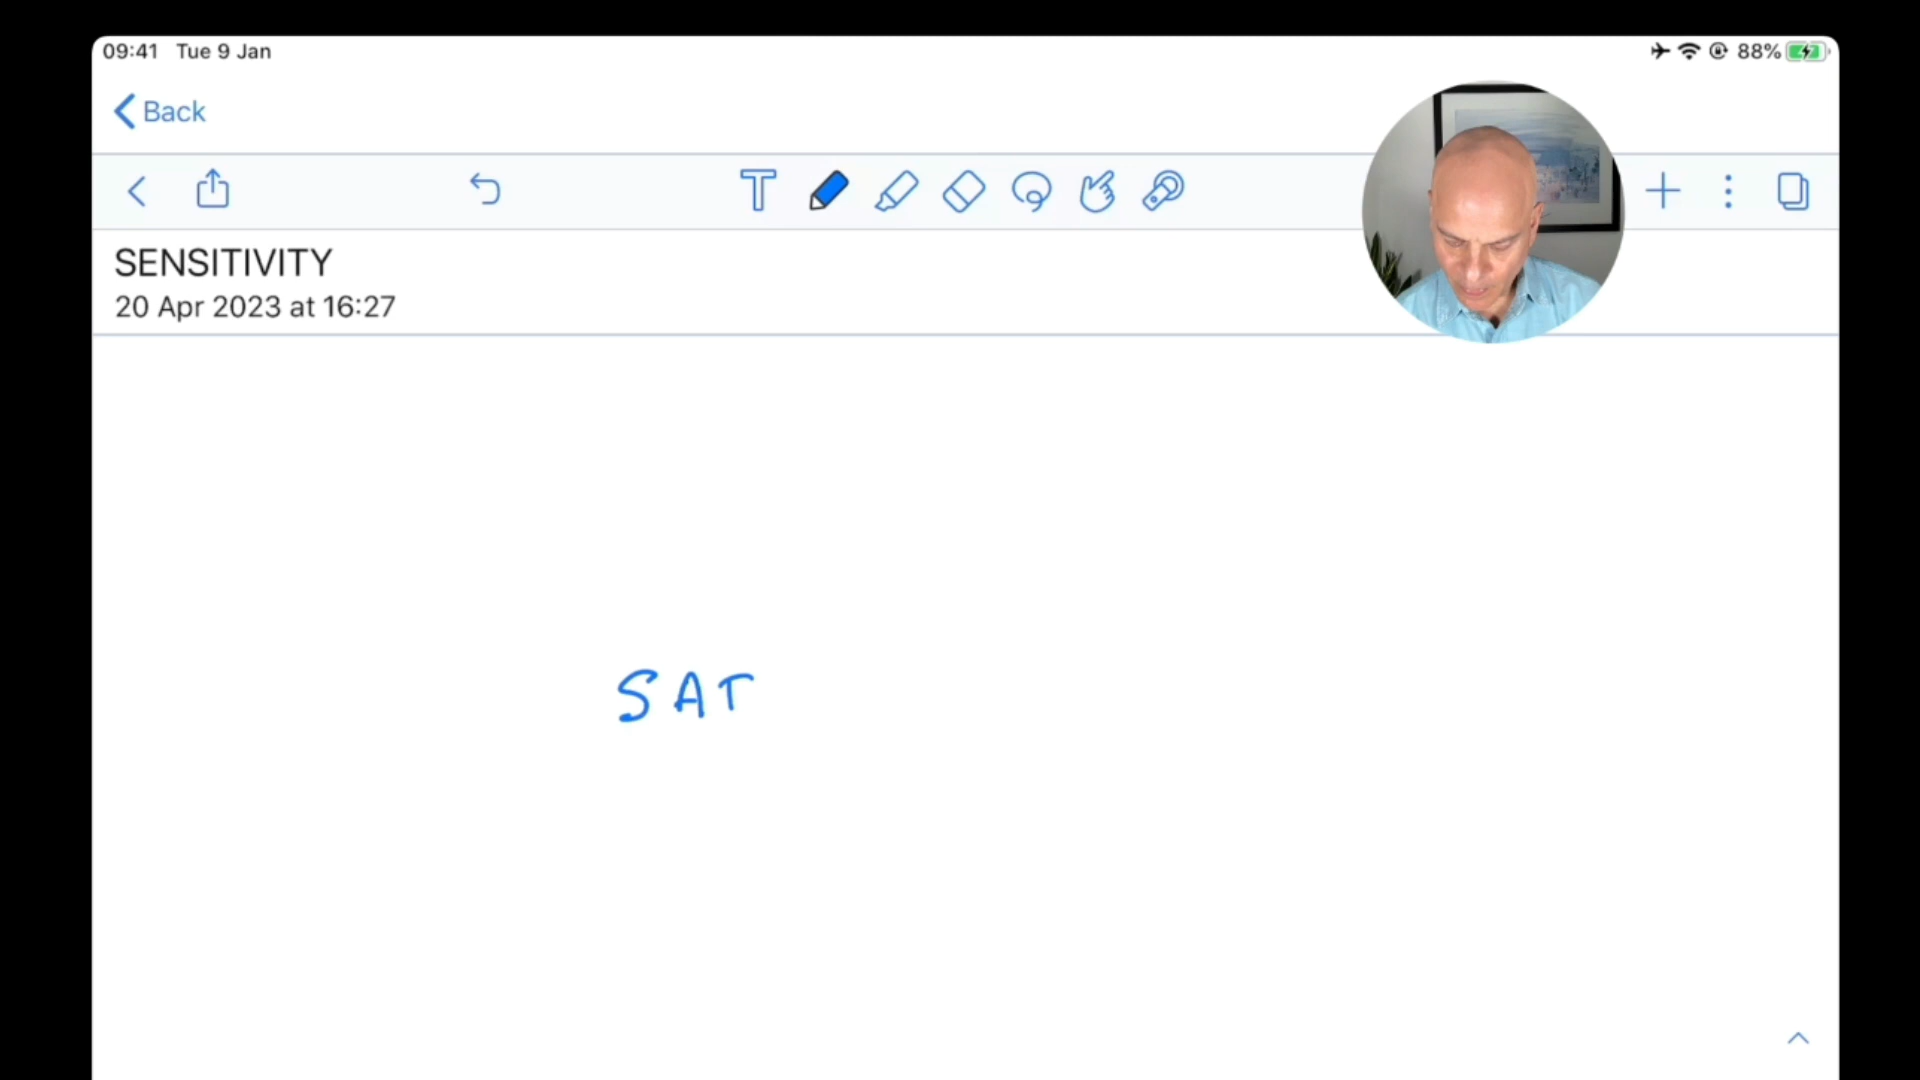 09:41 Tue 9 Jan 88%
Back
T
SENSITIVITY
20 Apr 2023 at 16:27
SAT